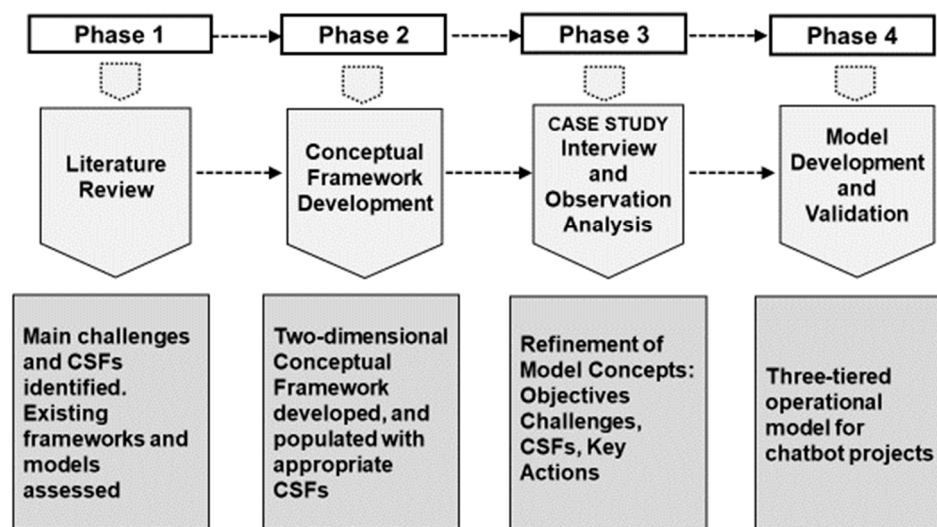 Phase 1
Phase 2
Phase 3
Phase 4
Literature
Review
Conceptual
Framework
Development
CASE STUDY
Interview
and
Observation
Analysis
Model
Development
and
Validation
Main challenges
and CSFs
identified.
Existing
frameworks and
models
assessed
Two-dimensional
Conceptual
Framework
developed, and
populated with
appropriate
CSFs
Refinement of
Model Concepts:
Objectives
Challenges,
CSFs, Key
Actions
Three-tiered
operational
model for
chatbot projects